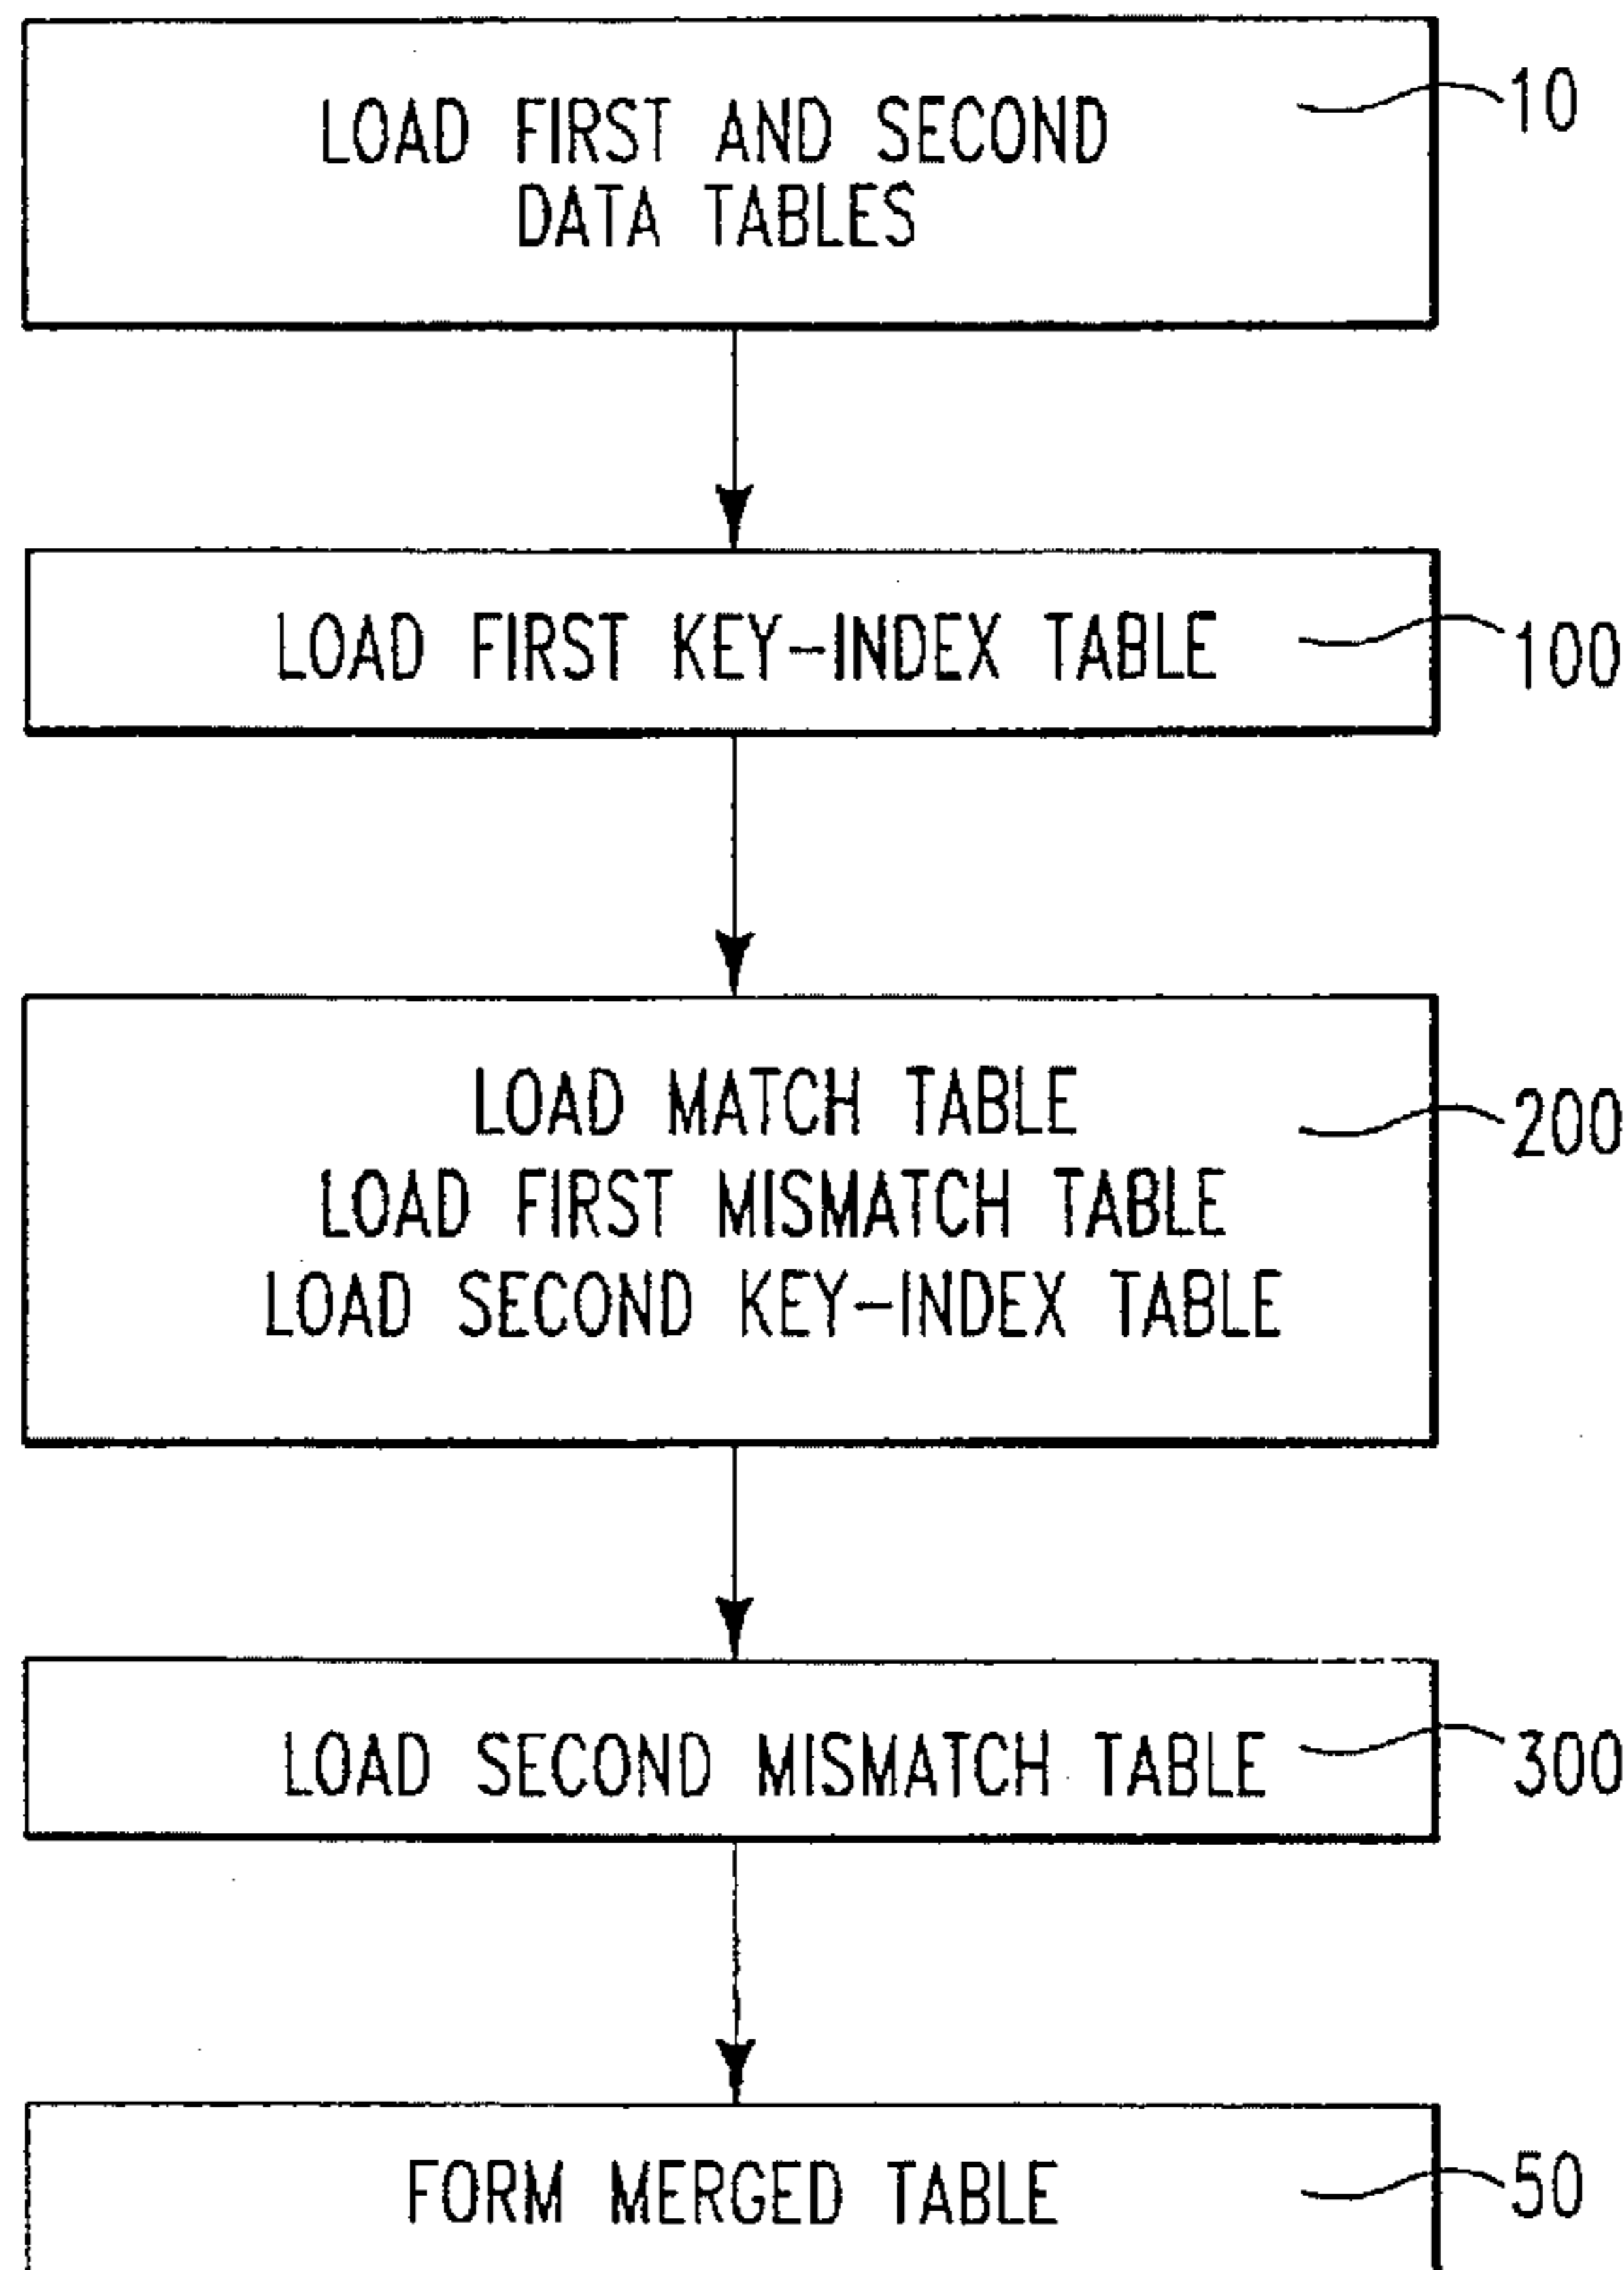 LOAD FIRST AND SECOND
DATA TABLES
10
LOAD FIRST KEY-INDEX TABLE
100
LOAD MATCH TABLE
200
LOAD FIRST MISMATCH TABLE
LOAD SECOND KEY-INDEX TABLE
LOAD SECOND MISMATCH TABLE
300
FORM MERGED TABLE
50